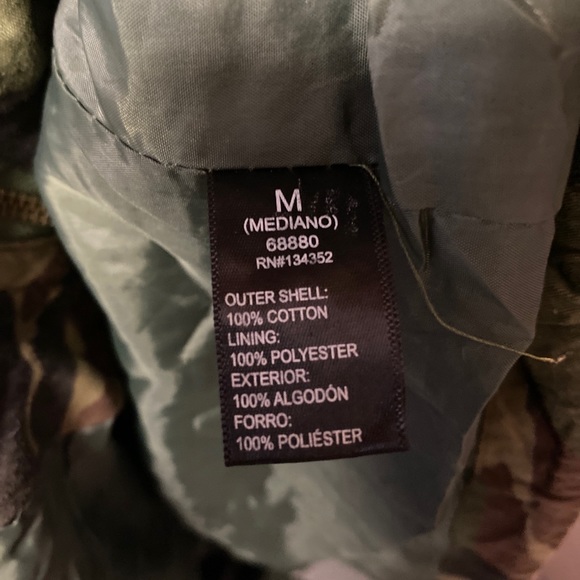 M
(MEDIANO)
68880
RN#134352
OUTER SHELL:
100% COTTON
LINING:
100% POLYESTER
EXTERIOR:
100% ALGODÓN
FORRO:
100% POLIÉSTER